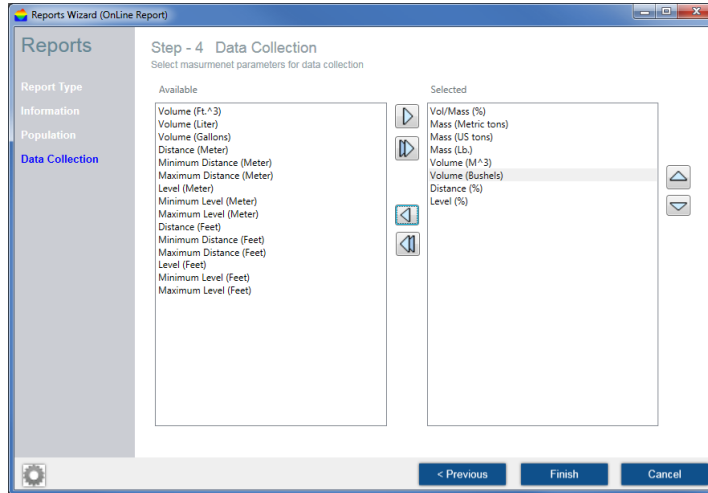 Reports Wizard (OnLine Report)
Reports
Report Type
Information
Population
Data Collection
Step - 4 Data Collection
Select masurmenet parameters for data collection
Available
Volume (Ft.^3)
Volume (Liter)
Volume (Gallons)
Distance (Meter)
Minimum Distance (Meter)
Maximum Distance (Meter)
Level (Meter)
Minimum Level (Meter)
Maximum Level (Meter)
Distance (Feet)
Minimum Distance (Feet)
Maximum Distance (Feet)
Level (Feet)
Minimum Level (Feet)
Maximum Level (Feet)
Selected
Vol/Mass (%)
Mass (Metric tons)
Mass (US tons)
Mass (Lb.)
Volume (M^3)
Volume (Bushels)
Distance (%)
Level (%)
< Previous
Finish
Cancel